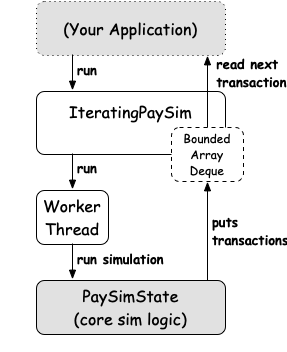 (Your Application)
run
read next
transaction
IteratingPaySim
Bounded
Array
Deque
run
Worker
Thread
puts
transactions
run simulation
PaySimState
(core sim logic)